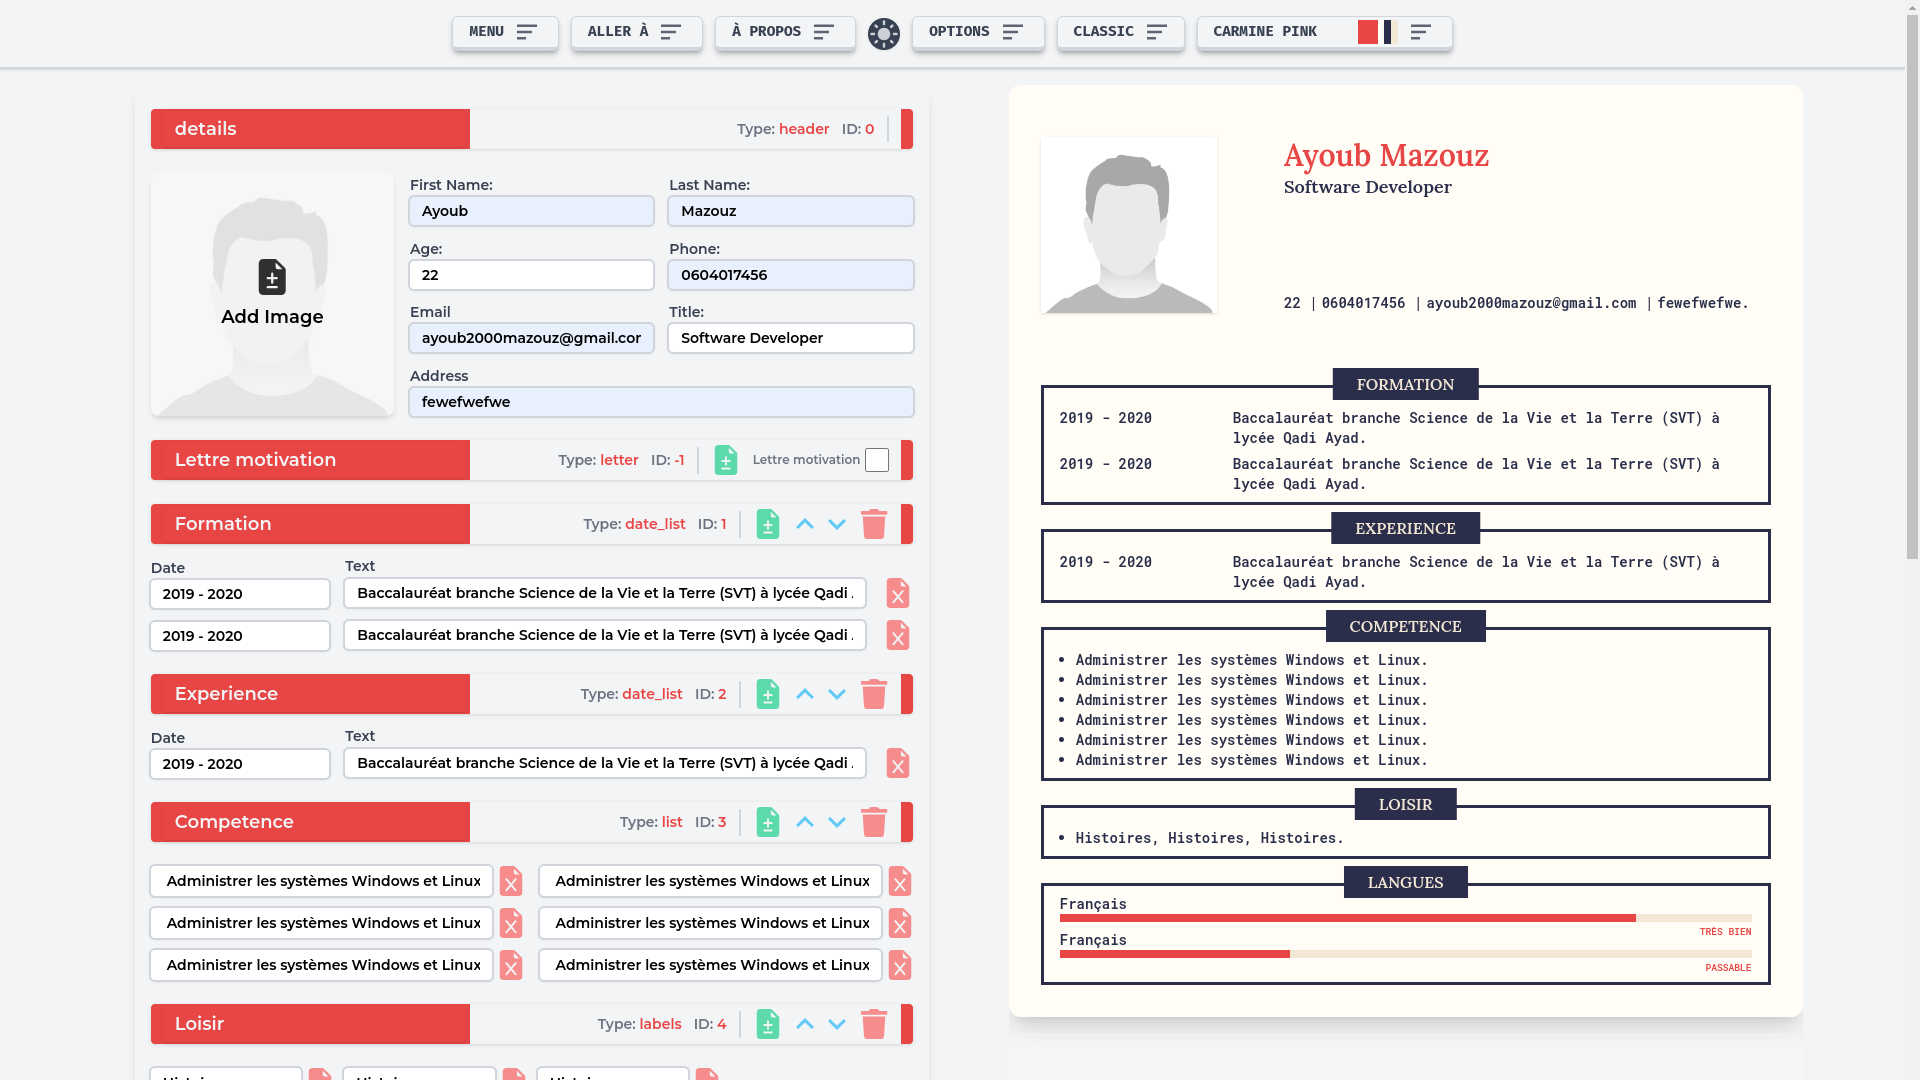 MENU
ALLER À
À PROPOS
OPTIONS
CLASSIC
CARMINE PINK
details
Type: header ID: 0
Add Image
First Name:
Last Name:
Ayoub
Mazouz
Age:
Phone:
22
0604017456
Email
Title:
ayoub2000mazouz@gmail.cor
Software Developer
Address
fewefwefwe
Lettre motivation
Type: letter ID: -1
Lettre motivation
Formation
Type: date_list ID: 1
Date
Text
2019 - 2020
Baccalauréat branche Science de la Vie et la Terre (SVT) à lycée Qadi .
2019 - 2020
Baccalauréat branche Science de la Vie et la Terre (SVT) à lycée Qadi .
Experience
Type: date_list ID: 2
Date
Text
2019 - 2020
Baccalauréat branche Science de la Vie et la Terre (SVT) à lycée Qadi .
Competence
Type: list ID: 3
Administrer les systèmes Windows et Linux
Administrer les systèmes Windows et Linux
Administrer les systèmes Windows et Linux
Administrer les systèmes Windows et Linux
Administrer les systèmes Windows et Linux
Administrer les systèmes Windows et Linux
Loisir
Type: labels ID: 4
Ayoub Mazouz
Software Developer
22 | 0604017456 | ayoub2000mazouz@gmail.com | fewefwefwe.
FORMATION
2019 - 2020
Baccalauréat branche Science de la Vie et la Terre (SVT) à
lycée Qadi Ayad.
2019 - 2020
Baccalauréat branche Science de la Vie et la Terre (SVT) à
lycée Qadi Ayad.
EXPERIENCE
2019 - 2020
Baccalauréat branche Science de la Vie et la Terre (SVT) à
lycée Qadi Ayad.
COMPETENCE
• Administrer les systèmes Windows et Linux.
• Administrer les systèmes Windows et Linux.
• Administrer les systèmes Windows et Linux.
• Administrer les systèmes Windows et Linux.
• Administrer les systèmes Windows et Linux.
• Administrer les systèmes Windows et Linux.
LOISIR
• Histoires, Histoires, Histoires.
LANGUES
Français
TRÈS BIEN
Français
PASSABLE